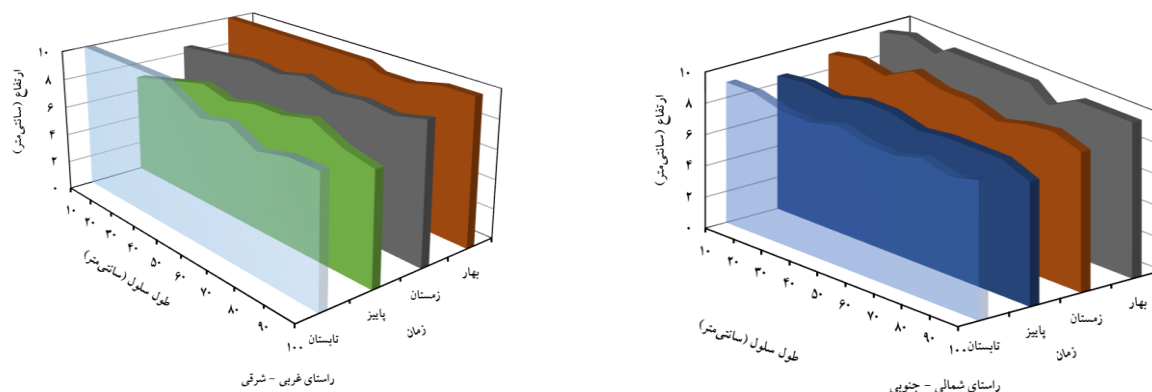 ارتفاع (سانتی‌متر)
۱۰
۸
۶
۴
۲
۰
۱۰
۲۰
۳۰
۴۰
۵۰
۶۰
۷۰
۸۰
۹۰
۱۰۰
طول سلول (سانتی‌متر)
تابستان
پاییز
زمستان
بهار
زمان
راستای غربی - شرقی
ارتفاع (سانتی‌متر)
۱۰
۸
۶
۴
۲
۰
۱۰
۲۰
۳۰
۴۰
۵۰
۶۰
۷۰
۸۰
۹۰
۱۰۰
طول سلول (سانتی‌متر)
تابستان
پاییز
زمستان
بهار
زمان
راستای شمالی - جنوبی